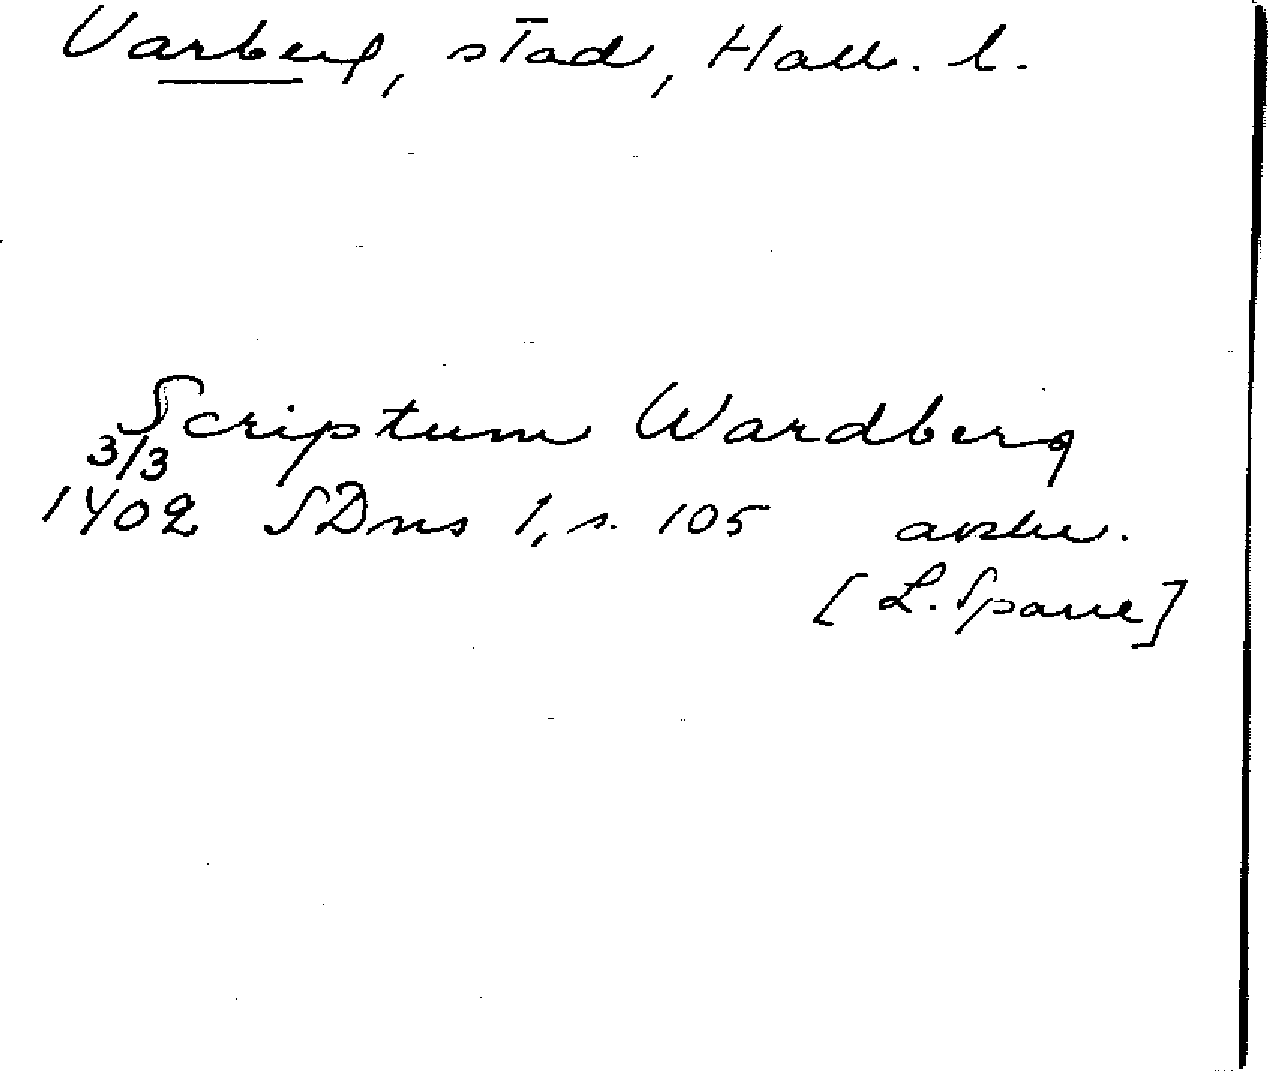 Varberg, stad, Hall. l.
Scriptum Wardberg
3/3
1402 SDns 1, s. 105 avskr.
[L. Sparre]